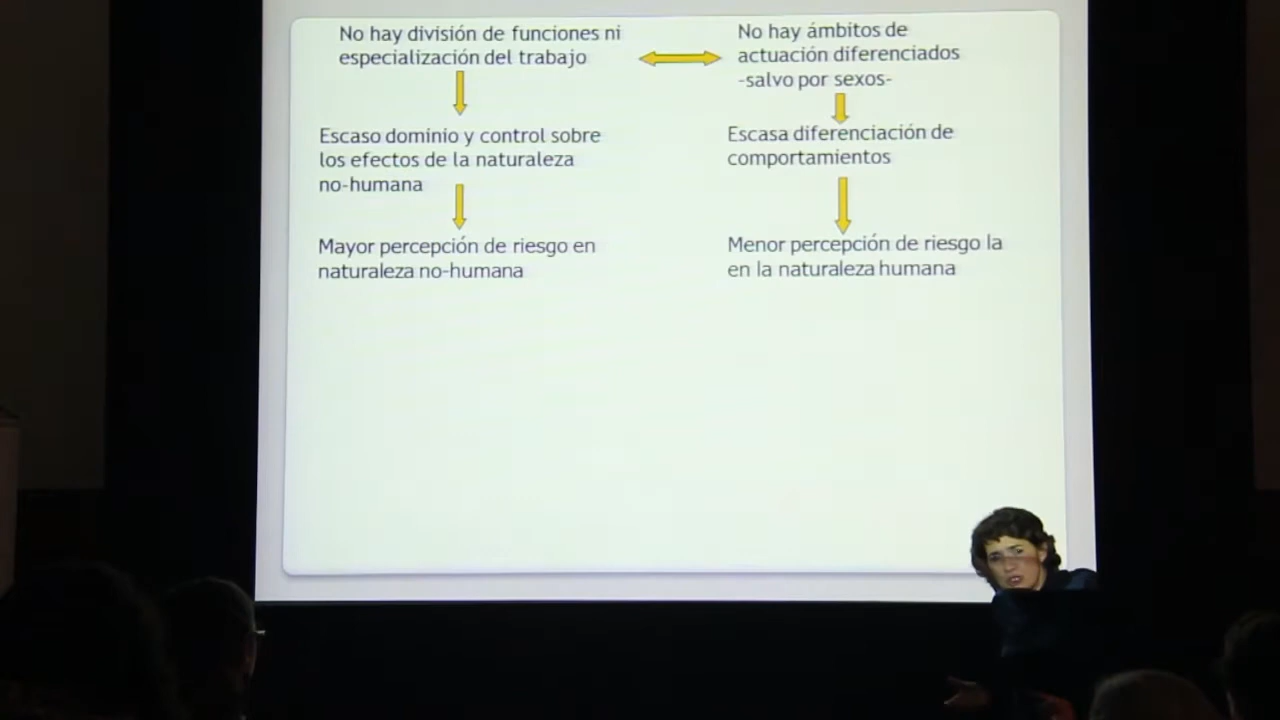 No hay división de funciones ni
especialización del trabajo
No hay ámbitos de
actuación diferenciados
-salvo por sexos-
Escaso dominio y control sobre
los efectos de la naturaleza
no-humana
Escasa diferenciación de
comportamientos
Mayor percepción de riesgo en
naturaleza no-humana
Menor percepción de riesgo la
en la naturaleza humana